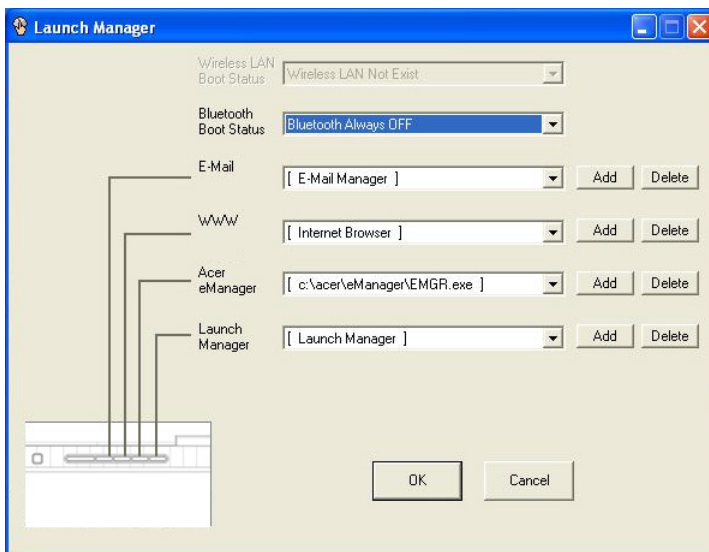 Launch Manager
Wireless LAN
Boot Status
Wireless LAN Not Exist
Bluetooth
Boot Status
Bluetooth Always OFF
E-Mail
[ E-Mail Manager ]
Add
Delete
WWW
[ Internet Browser ]
Add
Delete
Acer
eManager
[ c:\acer\eManager\EMGR.exe ]
Add
Delete
Launch
Manager
[ Launch Manager ]
Add
Delete
OK
Cancel